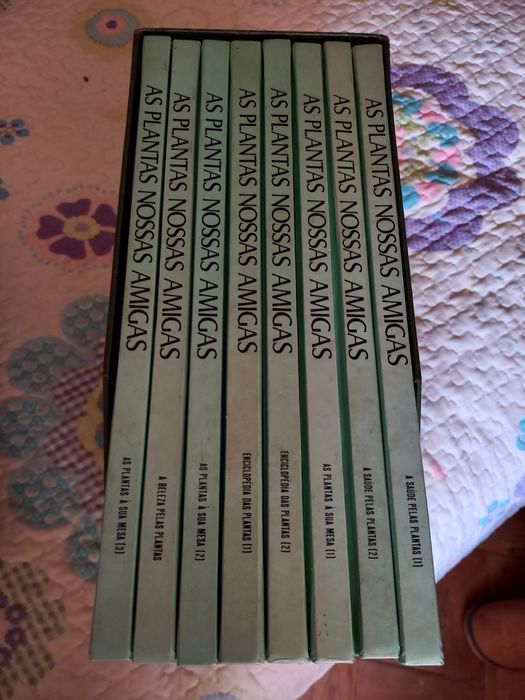 AS PLANTAS NOSSAS AMIGAS
AS PLANTAS À SUA MESA (3)
AS PLANTAS NOSSAS AMIGAS
A BELEZA PELAS PLANTAS
AS PLANTAS NOSSAS AMIGAS
AS PLANTAS À SUA MESA (2)
AS PLANTAS NOSSAS AMIGAS
ENCICLOPÉDIA DAS PLANTAS (1)
AS PLANTAS NOSSAS AMIGAS
ENCICLOPÉDIA DAS PLANTAS (2)
AS PLANTAS NOSSAS AMIGAS
AS PLANTAS À SUA MESA (1)
AS PLANTAS NOSSAS AMIGAS
A SAÚDE PELAS PLANTAS (2)
AS PLANTAS NOSSAS AMIGAS
A SAÚDE PELAS PLANTAS (1)